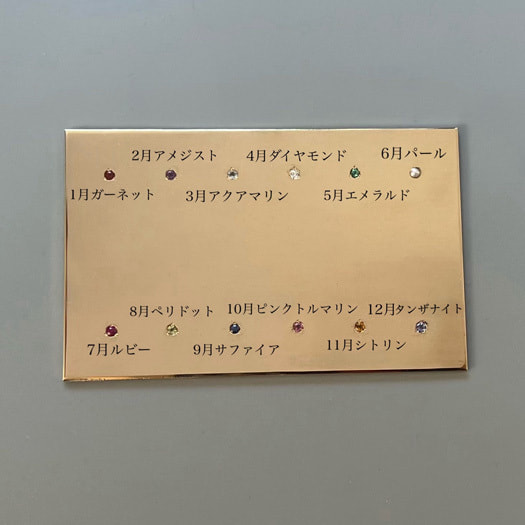 2月アメジスト 4月ダイヤモンド 6月パール
1月ガーネット 3月アクアマリン 5月エメラルド
8月ペリドット 10月ピンクトルマリン 12月タンザナイト
7月ルビー 9月サファイア 11月シトリン